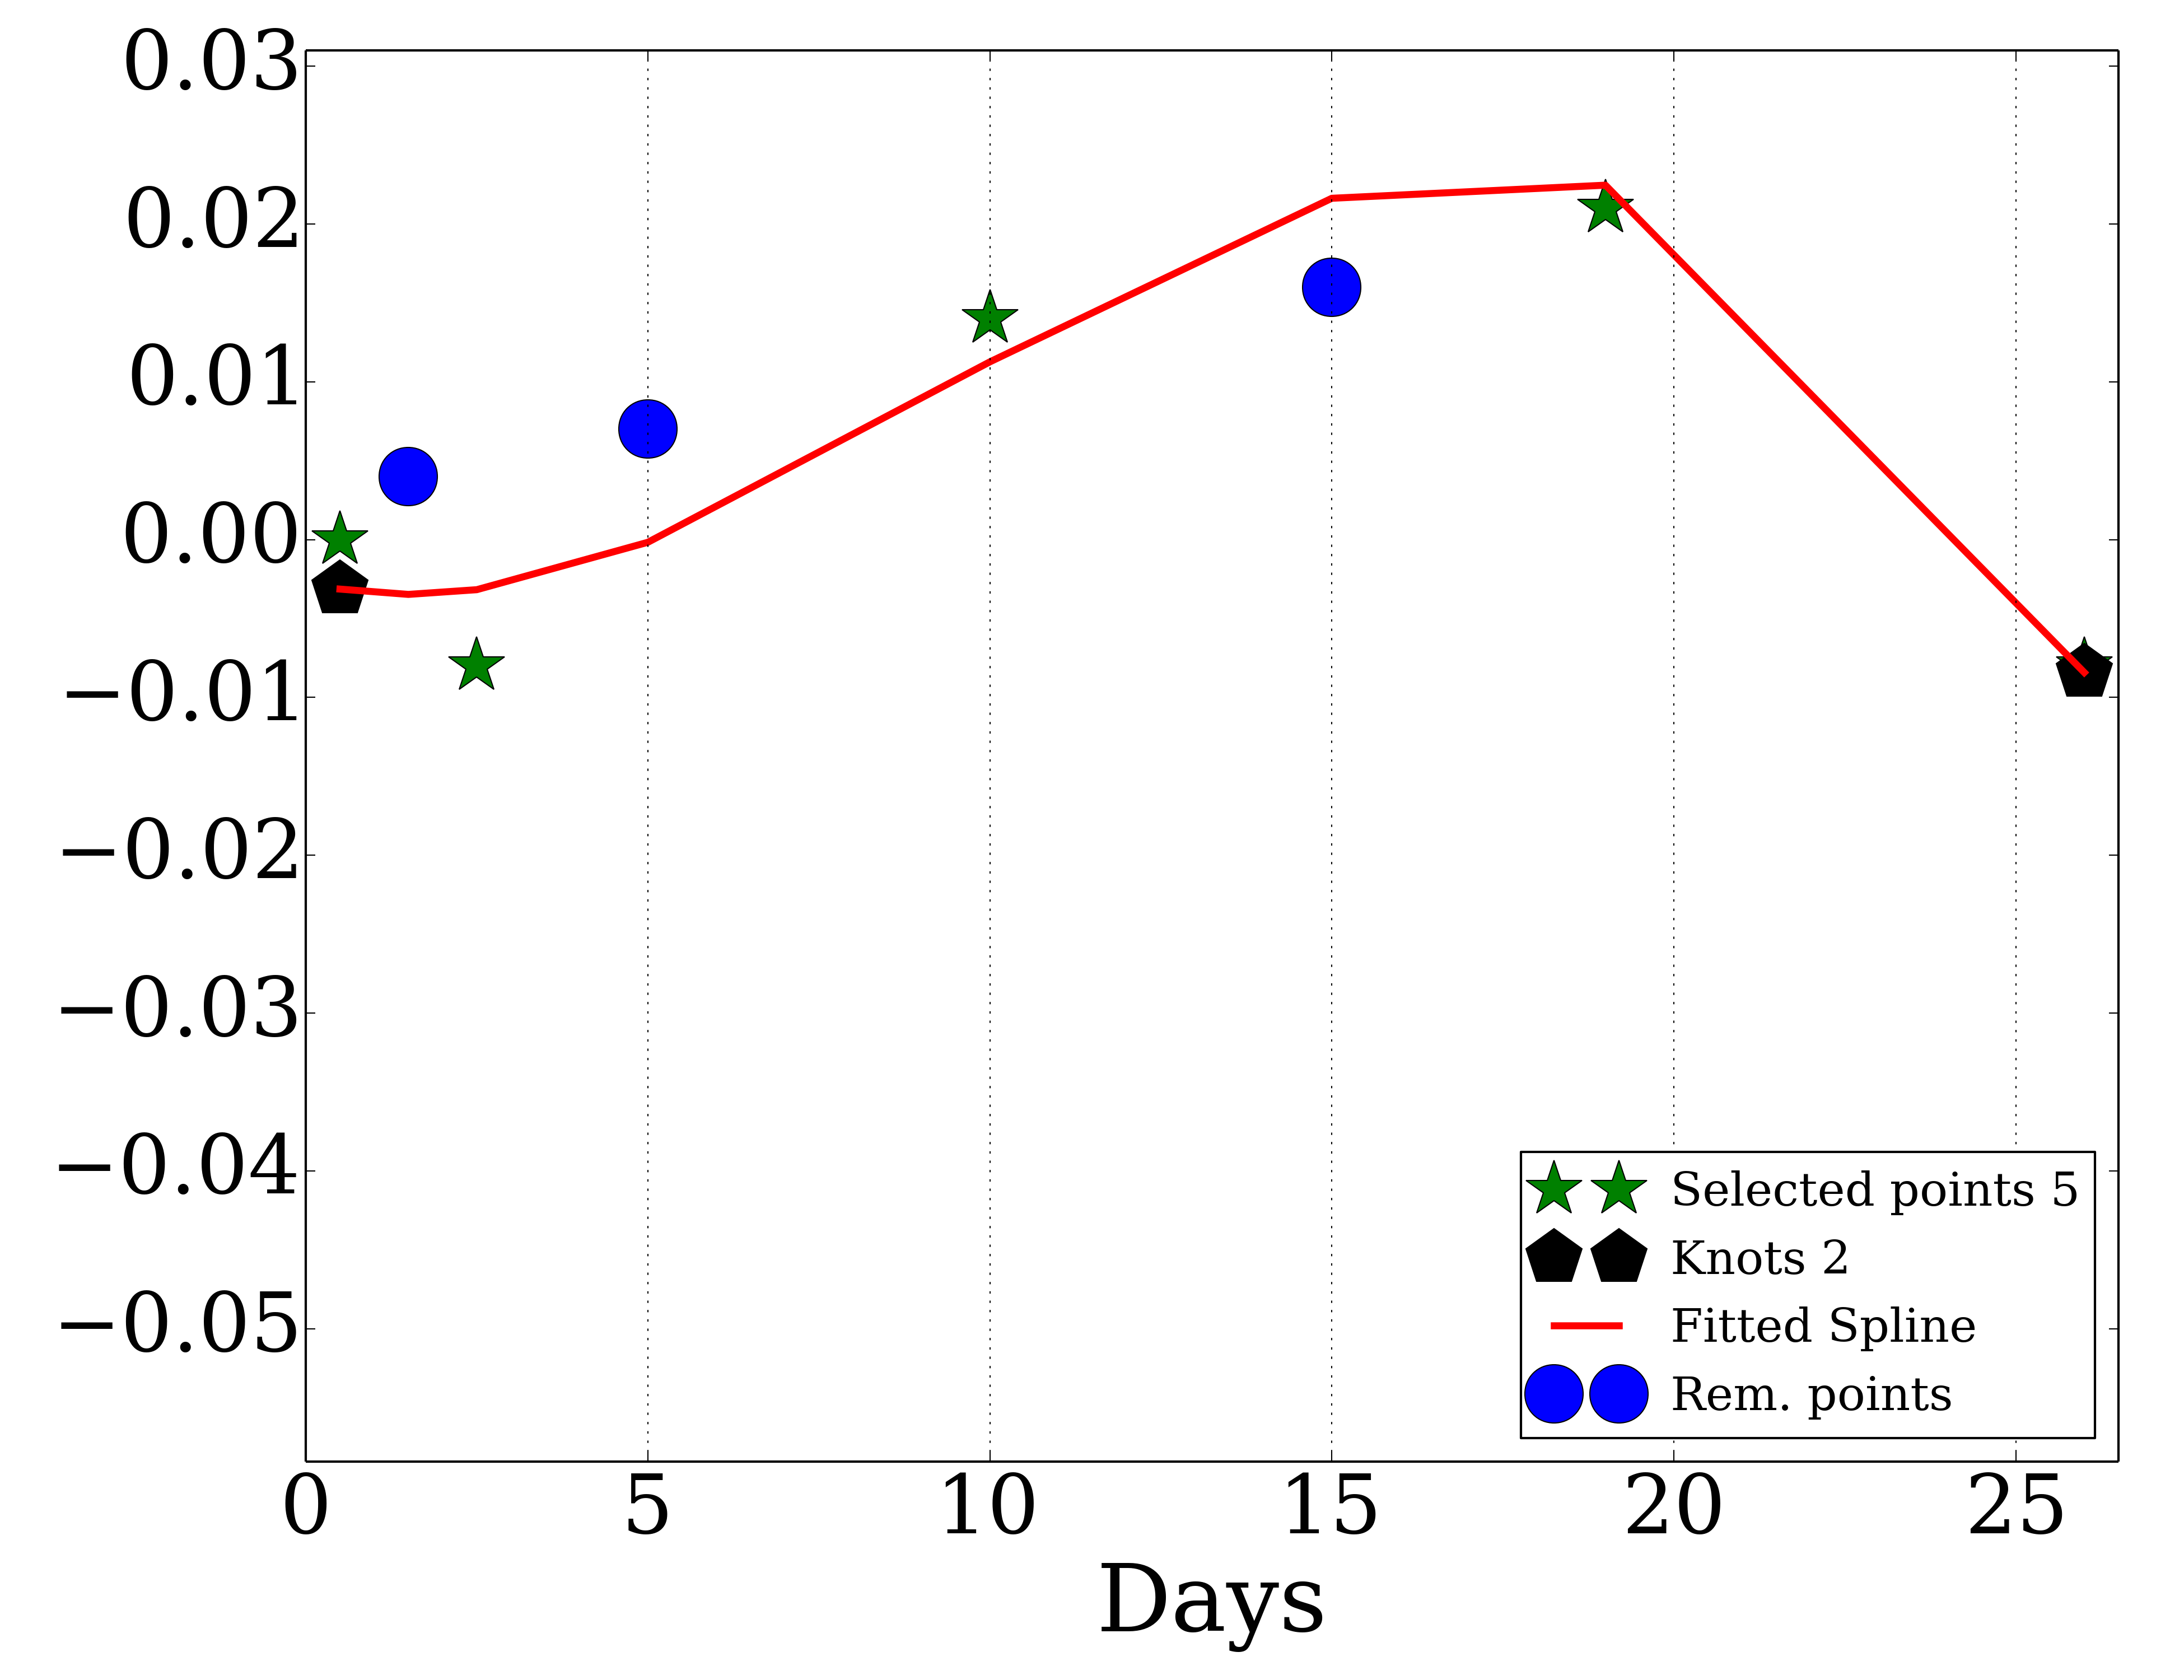 0.03
0.02
0.01
0.00
−0.01
−0.02
−0.03
−0.04
−0.05
0 5 10 15 20 25
Days
Selected points 5
Knots 2
Fitted Spline
Rem. points